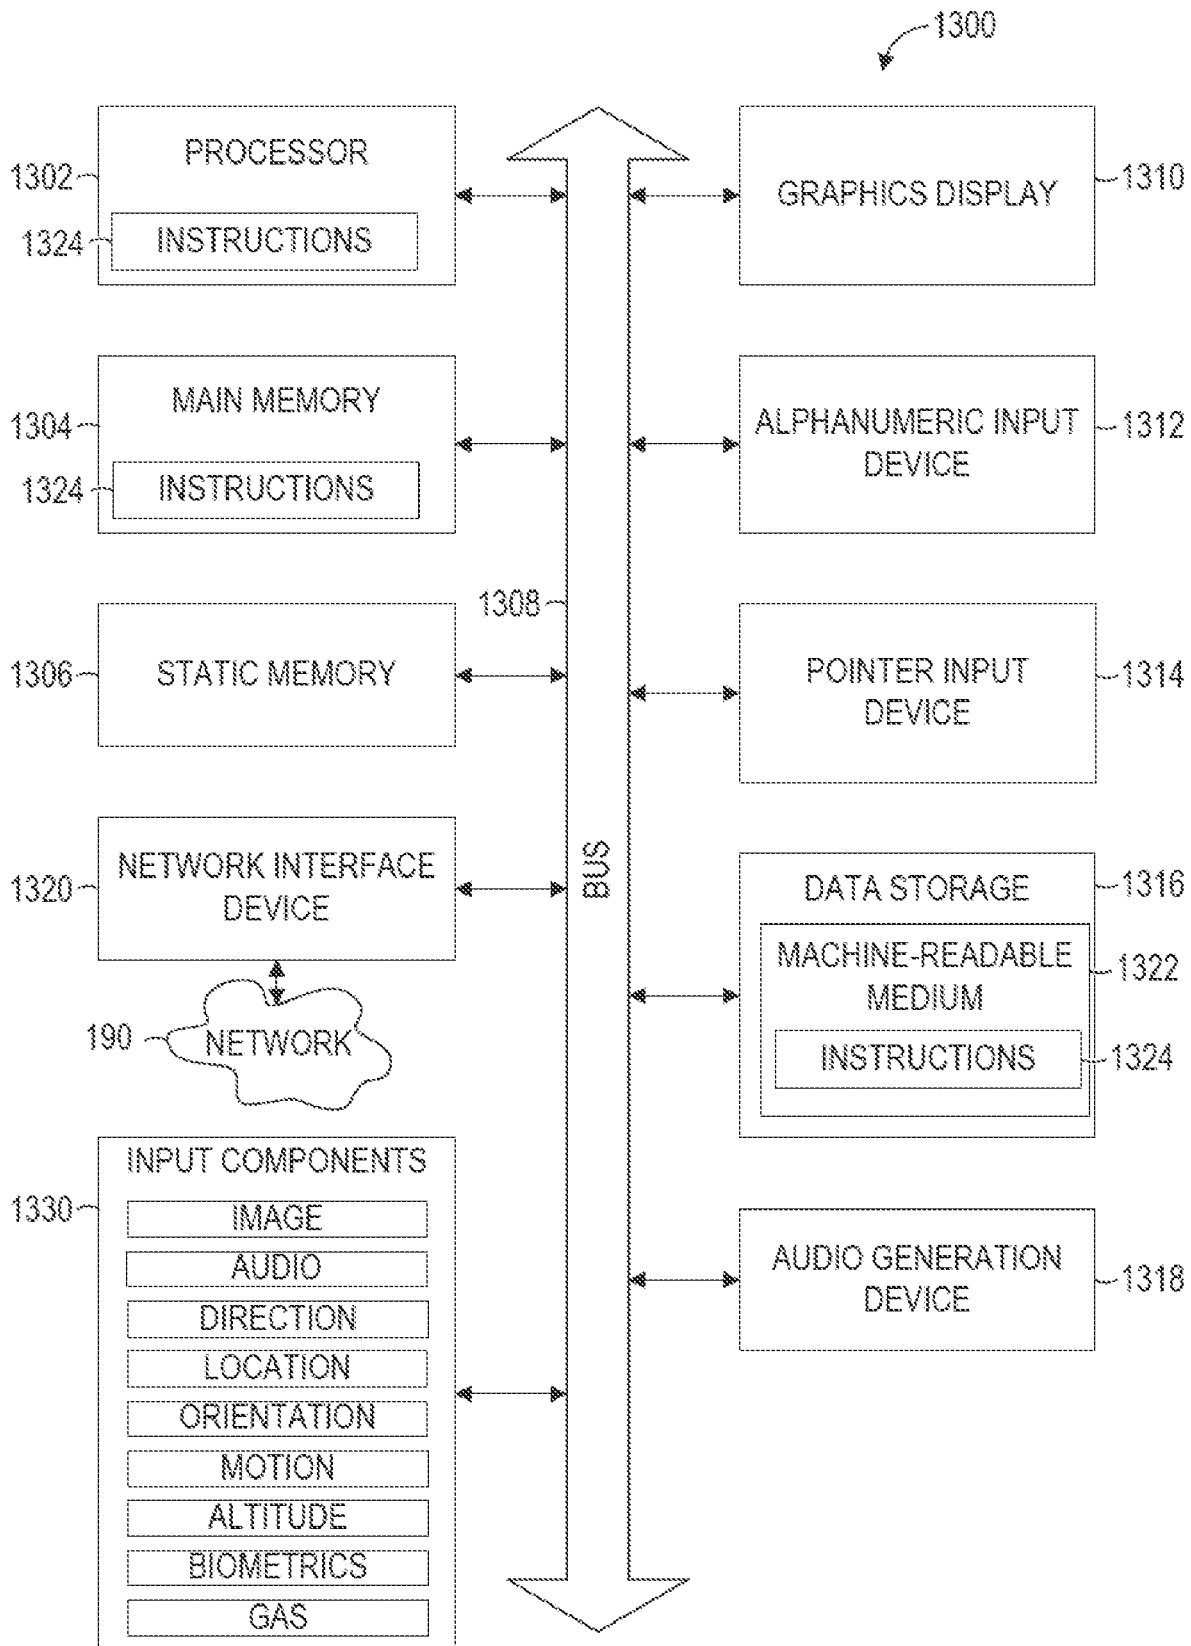 1300
PROCESSOR
1302
1324
INSTRUCTIONS
MAIN MEMORY
1304
1324
INSTRUCTIONS
1306
STATIC MEMORY
1320
NETWORK INTERFACE
DEVICE
190
NETWORK
INPUT COMPONENTS
1330
IMAGE
AUDIO
DIRECTION
LOCATION
ORIENTATION
MOTION
ALTITUDE
BIOMETRICS
GAS
1308
BUS
GRAPHICS DISPLAY
1310
ALPHANUMERIC INPUT
DEVICE
1312
POINTER INPUT
DEVICE
1314
DATA STORAGE
1316
MACHINE-READABLE
MEDIUM
1322
INSTRUCTIONS
1324
AUDIO GENERATION
DEVICE
1318